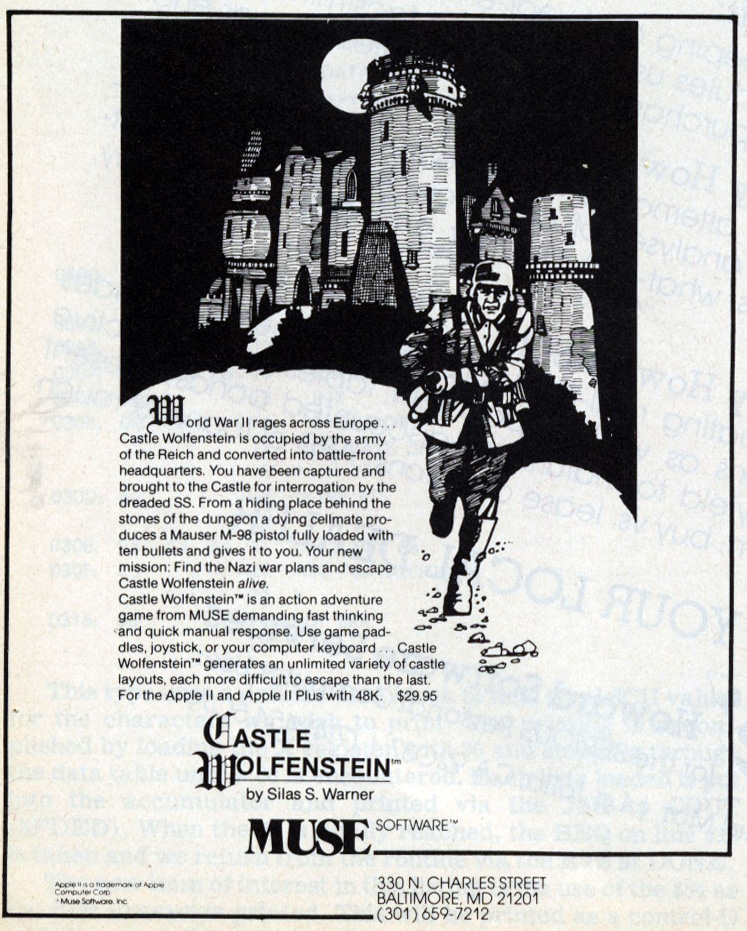 World War II rages across Europe . . .
Castle Wolfenstein is occupied by the army
of the Reich and converted into battle-front
headquarters. You have been captured and
brought to the Castle for interrogation by the
dreaded SS. From a hiding place behind the
stones of the dungeon a dying cellmate pro-
duces a Mauser M-98 pistol fully loaded with
ten bullets and gives it to you. Your new
mission: Find the Nazi war plans and escape
Castle Wolfenstein alive.
Castle Wolfenstein™ is an action adventure
game from MUSE demanding fast thinking
and quick manual response. Use game pad-
dles, joystick, or your computer keyboard . . . Castle
Wolfenstein™ generates an unlimited variety of castle
layouts, each more difficult to escape than the last.
For the Apple II and Apple II Plus with 48K. $29.95
CASTLE
WOLFENSTEIN™
by Silas S. Warner
MUSE SOFTWARE™
Apple II is a trademark of Apple
Computer Corp.
Muse Software, Inc.
330 N. CHARLES STREET
BALTIMORE, MD 21201
(301) 659-7212